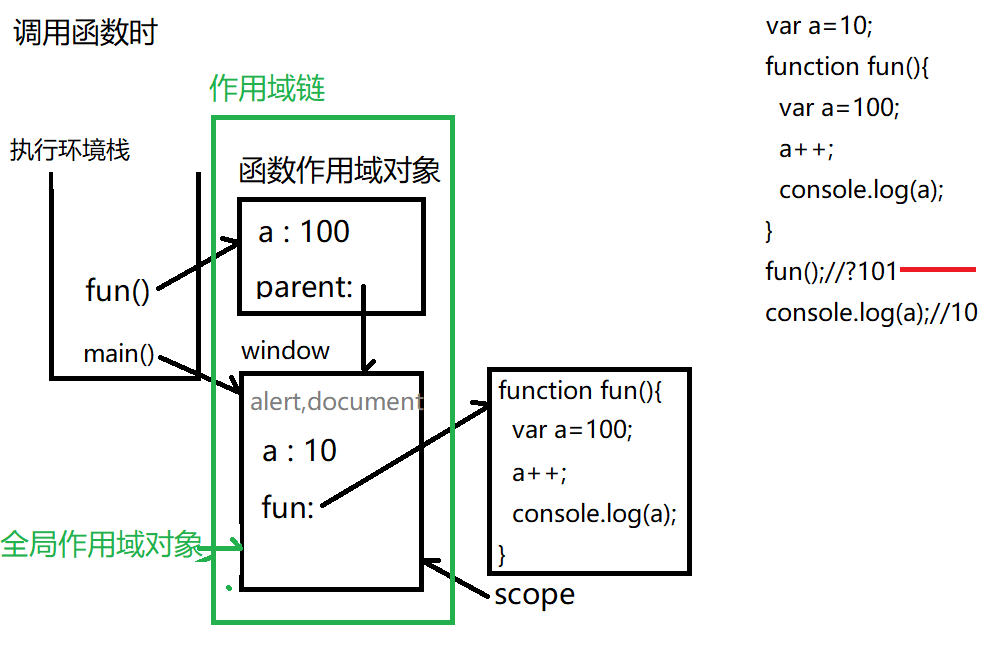 调用函数时
作用域链
执行环境栈
函数作用域对象
a : 100
parent:
fun()
main()
window
alert,document
a : 10
fun:
全局作用域对象
function fun(){
var a=100;
a++;
console.log(a);
}
scope
var a=10;
function fun(){
var a=100;
a++;
console.log(a);
}
fun();//?101
console.log(a);//10